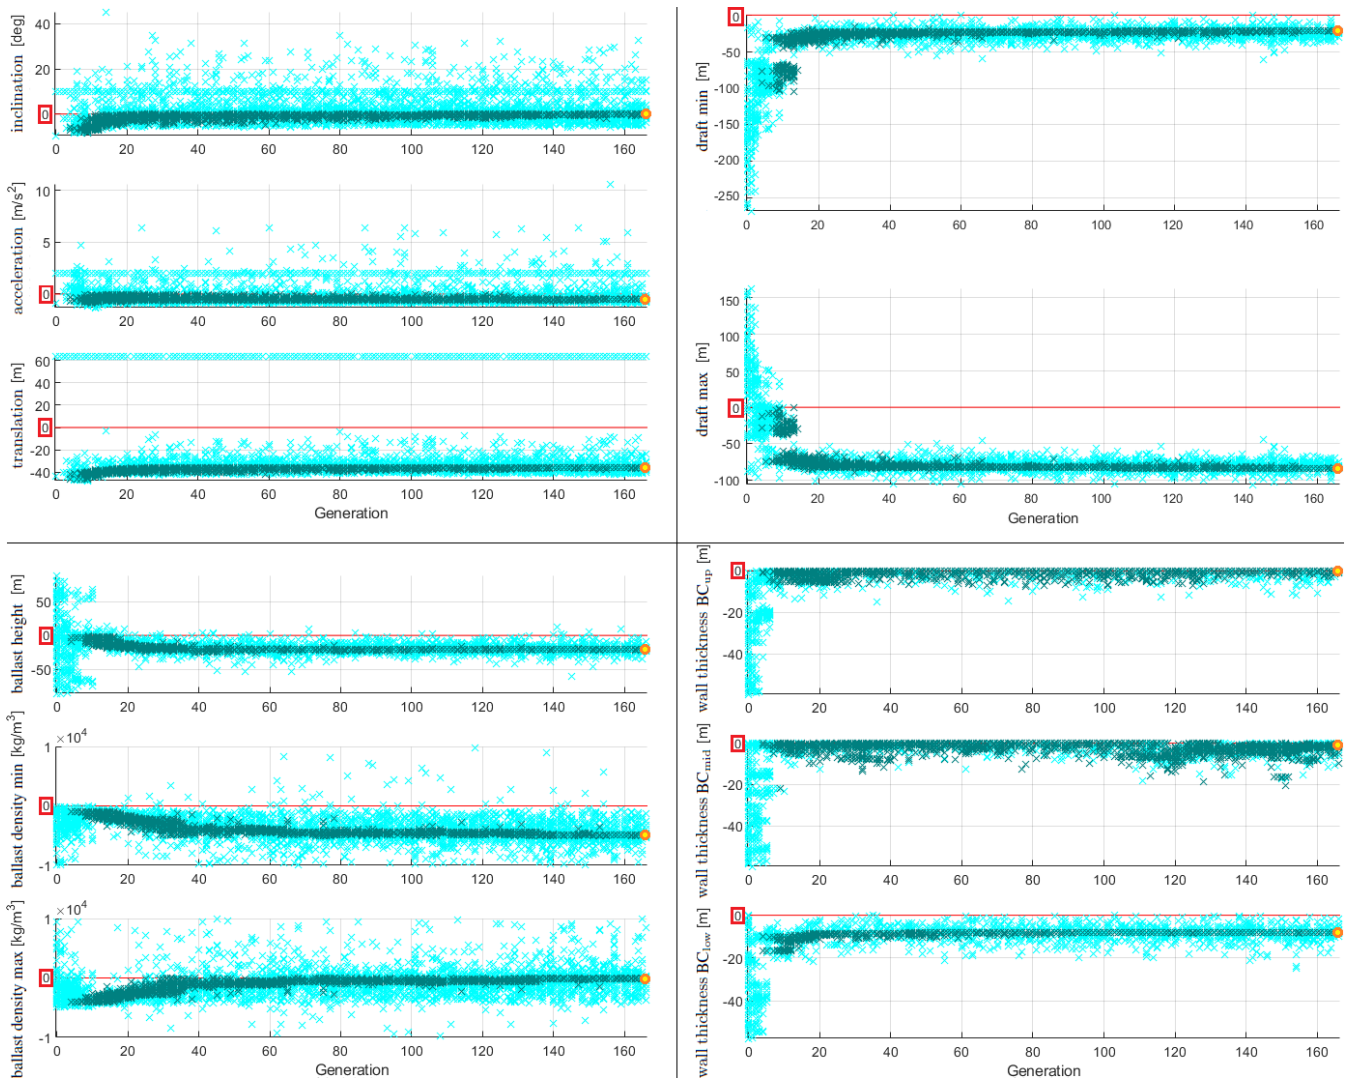 inclination [deg]
40
20
0
0 20 40 60 80 100 120 140 160
acceleration [m/s²]
10
5
0
0 20 40 60 80 100 120 140 160
translation [m]
60
40
20
0
-20
-40
0 20 40 60 80 100 120 140 160
Generation
draft min [m]
0
-50
-100
-150
-200
-250
0 20 40 60 80 100 120 140 160
draft max [m]
150
100
50
0
-50
-100
0 20 40 60 80 100 120 140 160
Generation
ballast height [m]
50
0
-50
0 20 40 60 80 100 120 140 160
ballast density min [kg/m³]
×10⁴
1
0
-1
0 20 40 60 80 100 120 140 160
ballast density max [kg/m³]
×10⁴
1
0
-1
0 20 40 60 80 100 120 140 160
Generation
wall thickness BC_up [m]
0
-20
-40
0 20 40 60 80 100 120 140 160
wall thickness BC_mid [m]
0
-20
-40
0 20 40 60 80 100 120 140 160
wall thickness BC_low [m]
0
-20
-40
0 20 40 60 80 100 120 140 160
Generation